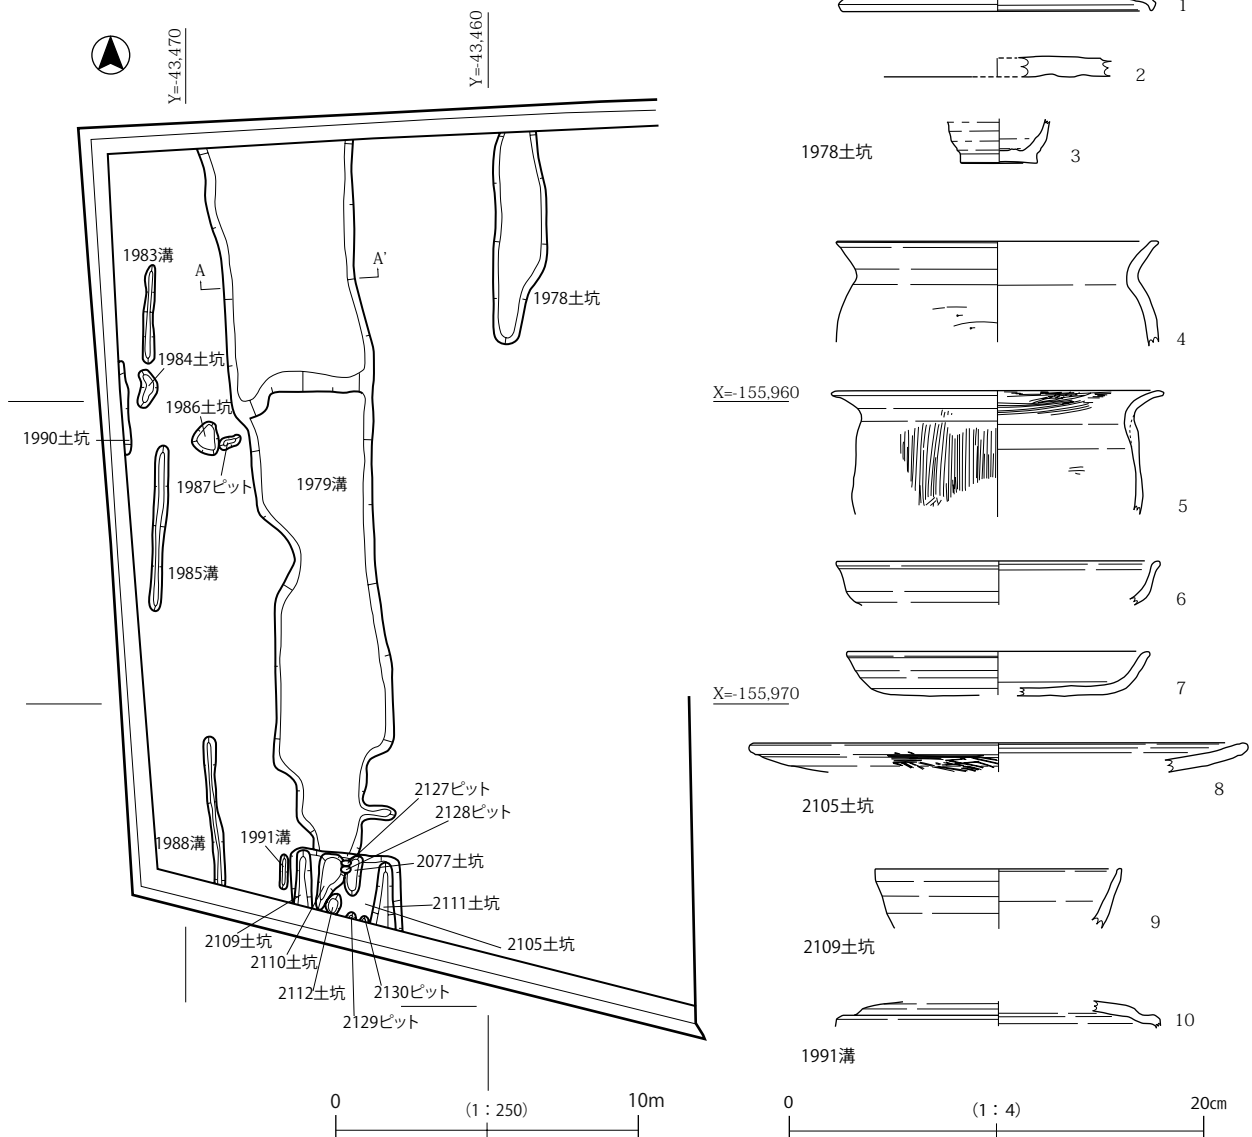 Y=-43,470
Y=-43,460
1983溝
A
A'
1978土坑
1984土坑
1986土坑
1990土坑
1987ピット
1979溝
1985溝
X=-155,960
X=-155,970
2127ピット
2128ピット
1988溝
1991溝
2077土坑
2111土坑
2109土坑
2105土坑
2110土坑
2112土坑
2130ピット
2129ピット
0
(1：250)
10m
1
2
1978土坑
3
4
5
6
7
8
2105土坑
9
2109土坑
10
1991溝
0
(1：4)
20㎝